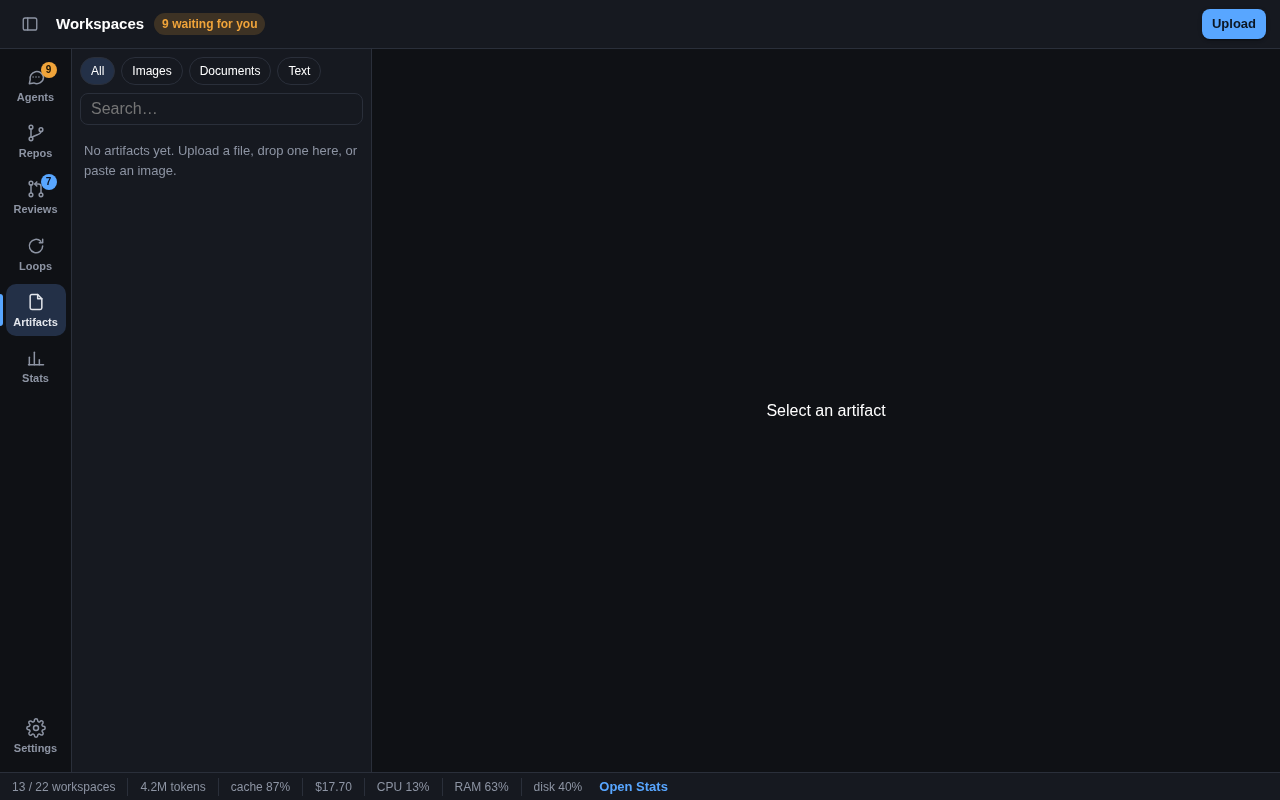 Workspaces
9 waiting for you
Upload
9
Agents
Repos
7
Reviews
Loops
Artifacts
Stats
Settings
All
Images
Documents
Text
Search…
No artifacts yet. Upload a file, drop one here, or
paste an image.
Select an artifact
13 / 22 workspaces
4.2M tokens
cache 87%
$17.70
CPU 13%
RAM 63%
disk 40%
Open Stats